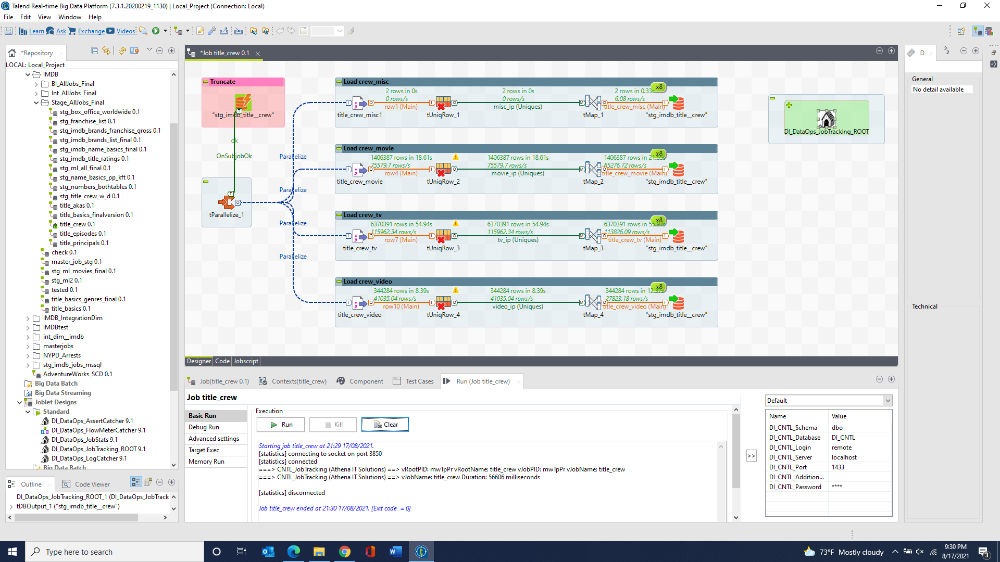 Talend Real-time Big Data Platform (7.3.1.20200219_1130) | Local_Project (Connection: Local)
File Edit View Window Help
Learn Ask Exchange Videos
*Repository
LOCAL: Local_Project
IMDB
BI_AllJobs_Final
Int_AllJobs_Final
Stage_AllJobs_Final
stg_box_office_worldwide 0.1
stg_franchise_list 0.1
stg_imdb_brands_franchise_gross 0.1
stg_imdb_brands_list_final 0.1
stg_imdb_name_basics_final 0.1
stg_imdb_title_ratings 0.1
stg_ml_all_final 0.1
stg_name_basics_pp_kft 0.1
stg_numbers_bothtables 0.1
stg_title_crew_w_d 0.1
title_akas 0.1
title_basics_finalversion 0.1
title_crew 0.1
title_episodes 0.1
title_principals 0.1
check 0.1
master_job_stg 0.1
stg_ml_movies_final 0.1
stg_ml2 0.1
tested 0.1
title_basics_genres_final 0.1
title_basics 0.1
IMDB_IntegrationDim
IMDBtest
int_dim__imdb
masterjobs
NYPD_Arrests
stg_imdb_jobs_mssql
AdventureWorks_SCD 0.1
Big Data Batch
Big Data Streaming
Joblet Designs
Standard
DI_DataOps_AssertCatcher 9.1
DI_DataOps_FlowMeterCatcher 9.1
DI_DataOps_JobStats 9.1
DI_DataOps_JobTracking_ROOT 9.1
DI_DataOps_LogCatcher 9.1
Big Data Batch
Outline Code Viewer
DI_DataOps_JobTracking_ROOT_1 (DI_DataOps_JobTrack
tDBOutput_1 ("stg_imdb_title__crew")
*Job title_crew 0.1
Truncate
"stg_imdb_title__crew"
ok
OnSubjobOk
tParallelize_1
Parallelize
Parallelize
Parallelize
Parallelize
Load crew_misc
x8
2 rows in 0s 2 rows in 0s 2 rows in 0.33s
0 rows/s 0 rows/s 6.08 rows/s
row1 (Main) misc_ip (Uniques) title_crew_misc (Main)
title_crew_misc1 tUniqRow_1 tMap_1 "stg_imdb_title__crew"
Load crew_movie
x8
1406387 rows in 18.61s 1406387 rows in 18.61s 1406387 rows in 21.55s
75579.7 rows/s 75579.7 rows/s 65276.72 rows/s
row4 (Main) movie_ip (Uniques) title_crew_movie (Main)
title_crew_movie tUniqRow_2 tMap_2 "stg_imdb_title__crew"
Load crew_tv
x8
6370391 rows in 54.94s 6370391 rows in 54.94s 6370391 rows in 55.97s
115962.34 rows/s 115962.34 rows/s 113826.09 rows/s
row7 (Main) tv_ip (Uniques) title_crew_tv (Main)
title_crew_tv tUniqRow_3 tMap_3 "stg_imdb_title__crew"
Load crew_video
x8
344284 rows in 8.39s 344284 rows in 8.39s 344284 rows in 12.37s
41035.04 rows/s 41035.04 rows/s 27823.18 rows/s
row10 (Main) video_ip (Uniques) title_crew_video (Main)
title_crew_video tUniqRow_4 tMap_4 "stg_imdb_title__crew"
DI_DataOps_JobTracking_ROOT
Designer Code Jobscript
Job(title_crew 0.1) Contexts(title_crew) Component Test Cases Run (Job title_crew)
Job title_crew
Basic Run
Debug Run
Advanced settings
Target Exec
Memory Run
Execution
Run Kill Clear
Starting job title_crew at 21:29 17/08/2021.
[statistics] connecting to socket on port 3850
[statistics] connected
===> CNTL_JobTracking (Athena IT Solutions) ==> vRootPID: mwTpPr vRootName: title_crew vJobPID: mwTpPr vJobName: title_crew
===> CNTL_JobTracking (Athena IT Solutions) ==> vJobName: title_crew Duration: 56606 milliseconds
[statistics] disconnected
Job title_crew ended at 21:30 17/08/2021. [Exit code = 0]
>>
Default
Name Value
DI_CNTL_Schema dbo
DI_CNTL_Database DI_CNTL
DI_CNTL_Login remote
DI_CNTL_Server localhost
DI_CNTL_Port 1433
DI_CNTL_Addition...
DI_CNTL_Password ****
D
2
General
No detail available
Technical
Type here to search
73°F Mostly cloudy
9:30 PM
8/17/2021
3